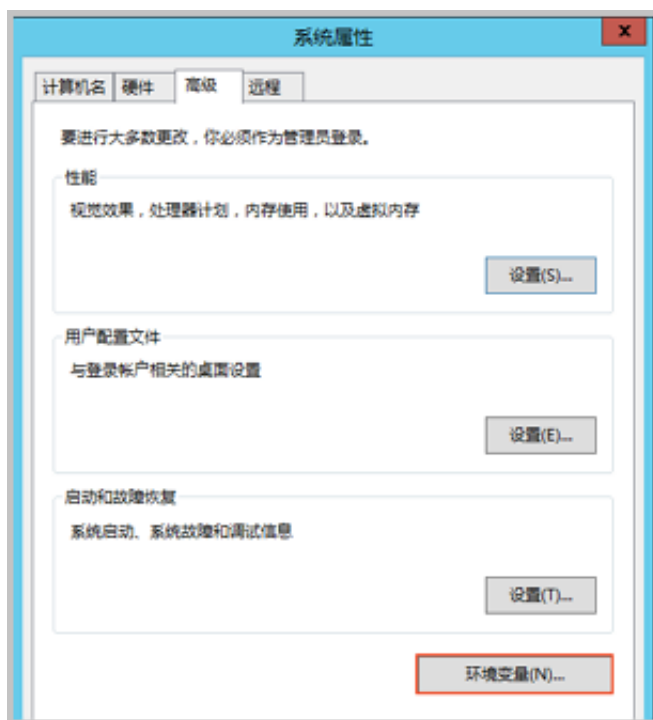 系统属性
x
计算机名 硬件 高级 远程
要进行大多数更改，你必须作为管理员登录。
性能
视觉效果，处理器计划，内存使用，以及虚拟内存
设置(S)...
用户配置文件
与登录帐户相关的桌面设置
设置(E)...
启动和故障恢复
系统启动、系统故障和调试信息
设置(T)...
环境变量(N)...